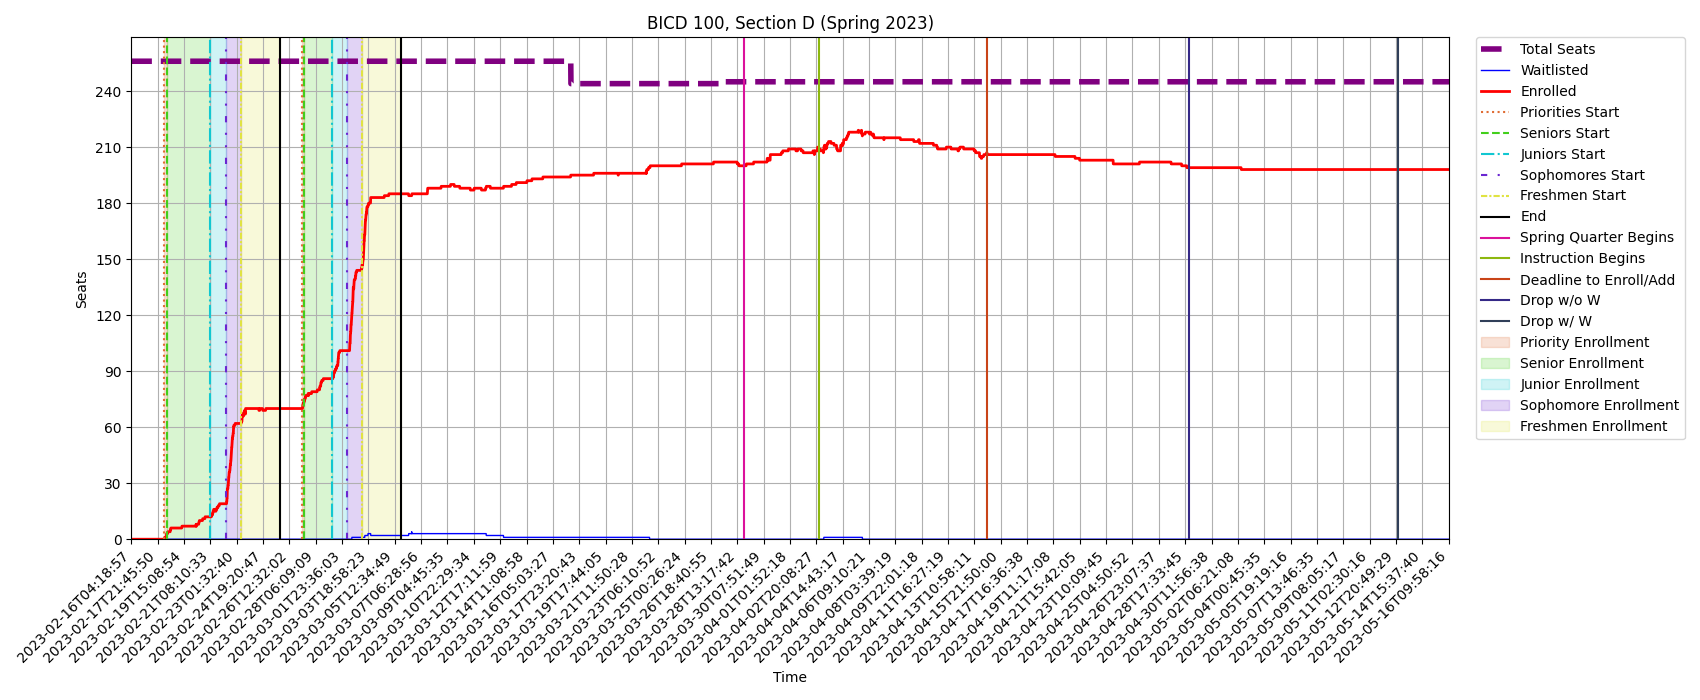 BICD 100, Section D (Spring 2023)
Seats
240
210
180
150
120
90
60
30
0
2023-02-16T04:18:57
2023-02-17T21:45:50
2023-02-19T15:08:54
2023-02-21T08:10:33
2023-02-23T01:32:40
2023-02-24T19:20:47
2023-02-26T12:32:02
2023-02-28T06:09:09
2023-03-01T23:36:03
2023-03-03T18:58:23
2023-03-05T12:34:49
2023-03-07T06:28:56
2023-03-09T04:45:35
2023-03-10T22:29:34
2023-03-12T17:11:59
2023-03-14T11:08:58
2023-03-16T05:03:27
2023-03-17T23:20:43
2023-03-19T17:44:05
2023-03-21T11:50:28
2023-03-23T06:10:52
2023-03-25T00:26:24
2023-03-26T18:40:55
2023-03-28T13:17:42
2023-03-30T07:51:49
2023-04-01T01:52:18
2023-04-02T20:08:27
2023-04-04T14:43:17
2023-04-06T09:10:21
2023-04-08T03:39:19
2023-04-09T22:01:18
2023-04-11T16:27:19
2023-04-13T10:58:11
2023-04-15T21:50:00
2023-04-17T16:36:38
2023-04-19T11:17:08
2023-04-21T15:42:05
2023-04-23T10:09:45
2023-04-25T04:50:52
2023-04-26T23:07:37
2023-04-28T17:33:45
2023-04-30T11:56:38
2023-05-02T06:21:08
2023-05-04T00:45:35
2023-05-05T19:19:16
2023-05-07T13:46:35
2023-05-09T08:05:17
2023-05-11T02:30:16
2023-05-12T20:49:29
2023-05-14T15:37:40
2023-05-16T09:58:16
Time
Total Seats
Waitlisted
Enrolled
Priorities Start
Seniors Start
Juniors Start
Sophomores Start
Freshmen Start
End
Spring Quarter Begins
Instruction Begins
Deadline to Enroll/Add
Drop w/o W
Drop w/ W
Priority Enrollment
Senior Enrollment
Junior Enrollment
Sophomore Enrollment
Freshmen Enrollment